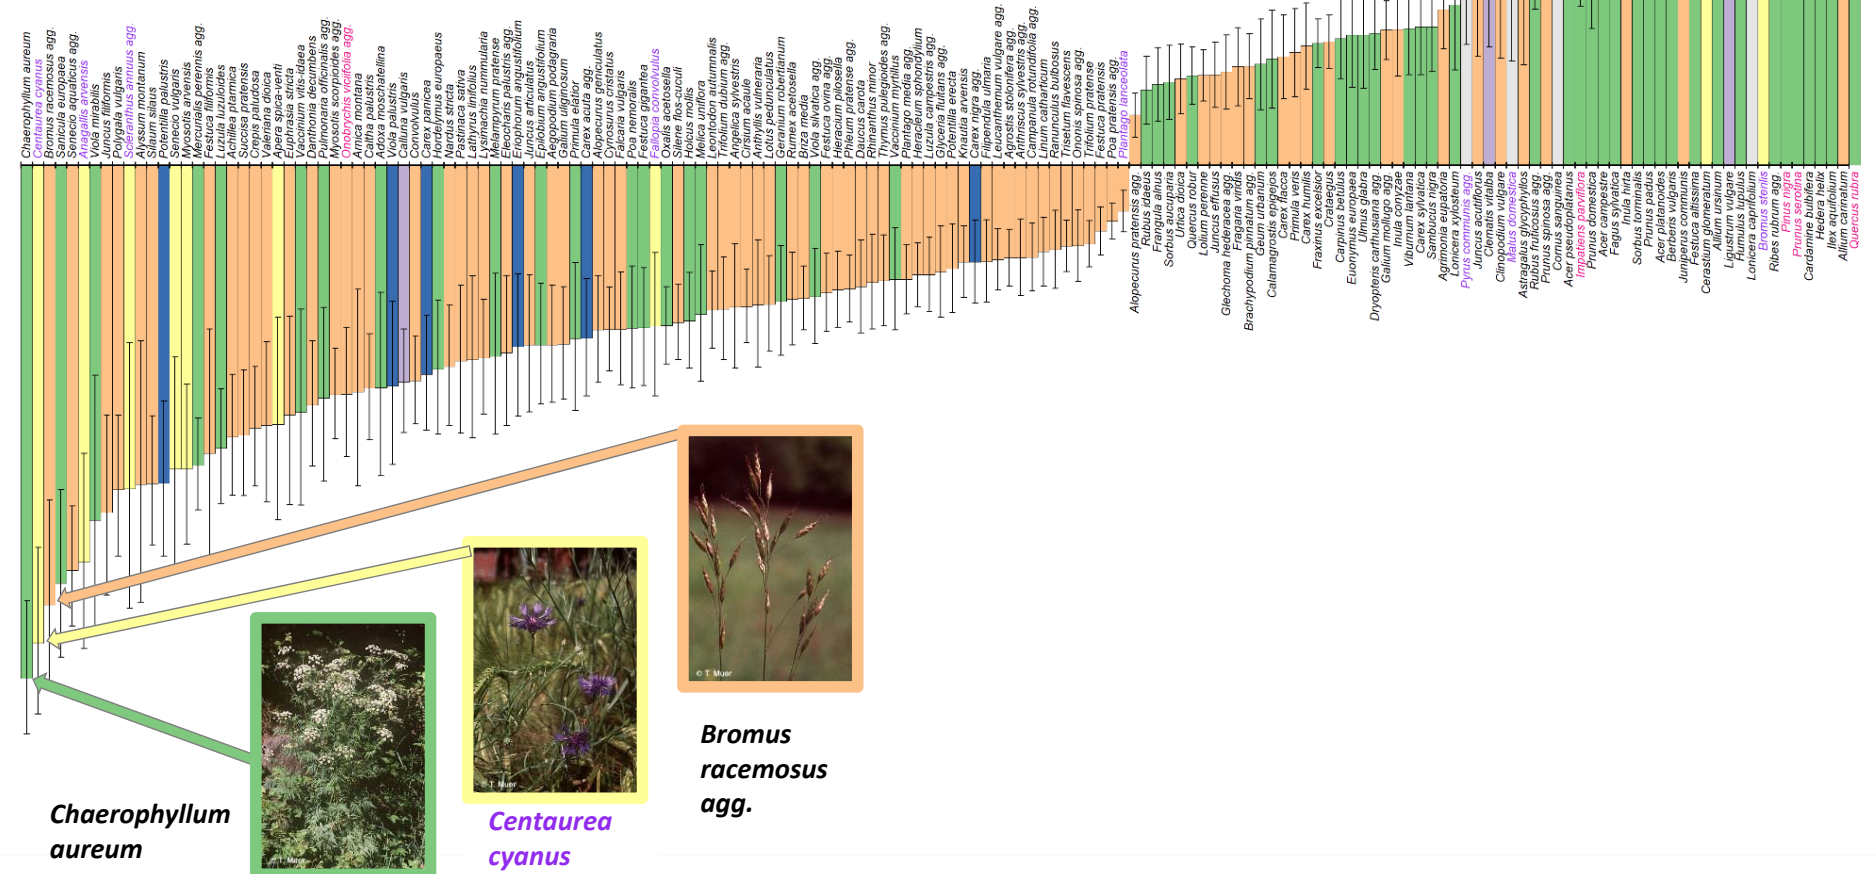 Chaerophyllum aureum
Centaurea cyanus
Bromus racemosus agg.
Sanicula europaea
Senecio aquaticus agg.
Anagallis arvensis
Viola mirabilis
Juncus filiformis
Polygala vulgaris
Scleranthus annuus agg.
Alyssum montanum
Silaum silaus
Potentilla palustris
Senecio vulgaris
Myosotis arvensis
Mercurialis perennis agg.
Festuca filiformis
Luzula luzuloides
Achillea ptarmica
Succisa pratensis
Crepis paludosa
Valeriana dioica
Apera spica-venti
Euphrasia stricta
Vaccinium vitis-idaea
Danthonia decumbens
Pulmonaria officinalis agg.
Myosotis scorpioides agg.
Onobrychis viciifolia agg.
Arnica montana
Caltha palustris
Adoxa moschatellina
Viola palustris
Calluna vulgaris
Convolvulus
Carex panicea
Hordelymus europaeus
Nardus stricta
Pastinaca sativa
Lathyrus linifolius
Lysimachia nummularia
Melampyrum pratense
Eleocharis palustris agg.
Eriophorum angustifolium
Juncus articulatus
Epilobium angustifolium
Aegopodium podagraria
Galium uliginosum
Primula elatior
Carex acuta agg.
Alopecurus geniculatus
Cynosurus cristatus
Falcaria vulgaris
Poa nemoralis
Festuca gigantea
Fallopia convolvulus
Oxalis acetosella
Silene flos-cuculi
Holcus mollis
Melica uniflora
Leontodon autumnalis
Trifolium dubium agg.
Angelica sylvestris
Cirsium acaule
Anthyllis vulneraria
Lotus pedunculatus
Geranium robertianum
Rumex acetosella
Briza media
Viola silvatica agg.
Festuca ovina agg.
Hieracium pilosella
Phleum pratense agg.
Daucus carota
Rhinanthus minor
Thymus pulegioides agg.
Vaccinium myrtillus
Plantago media agg.
Heracleum sphondylium
Luzula campestris agg.
Glyceria fluitans agg.
Potentilla erecta
Knautia arvensis
Carex nigra agg.
Filipendula ulmaria
Leucanthemum vulgare agg.
Agrostis stolonifera agg.
Anthriscus sylvestris agg.
Campanula rotundifolia agg.
Linum catharticum
Ranunculus bulbosus
Trisetum flavescens
Ononis spinosa agg.
Trifolium pratense
Festuca pratensis
Poa pratensis agg.
Plantago lanceolata
Alopecurus pratensis agg.
Rubus idaeus
Frangula alnus
Sorbus aucuparia
Urtica dioica
Quercus robur
Lolium perenne
Juncus effusus
Glechoma hederacea agg.
Fragaria viridis
Brachypodium pinnatum agg.
Geum urbanum
Calamagrostis epigejos
Carex flacca
Primula veris
Carex humilis
Fraxinus excelsior
Crataegus
Carpinus betulus
Euonymus europaea
Ulmus glabra
Dryopteris carthusiana agg.
Galium mollugo agg.
Inula conyzae
Viburnum lantana
Carex sylvatica
Sambucus nigra
Agrimonia eupatoria
Lonicera xylosteum
Pyrus communis agg.
Juncus acutiflorus
Clematis vitalba
Clinopodium vulgare
Malus domestica
Astragalus glycyphyllos
Rubus fruticosus agg.
Prunus spinosa agg.
Cornus sanguinea
Acer pseudoplatanus
Impatiens parviflora
Prunus domestica
Acer campestre
Fagus sylvatica
Inula hirta
Sorbus torminalis
Prunus padus
Acer platanoides
Berberis vulgaris
Juniperus communis
Festuca altissima
Cerastium glomeratum
Allium ursinum
Ligustrum vulgare
Humulus lupulus
Lonicera caprifolium
Bromus sterilis
Ribes rubrum agg.
Pinus nigra
Prunus serotina
Cardamine bulbifera
Hedera helix
Ilex aquifolium
Allium carinatum
Quercus rubra
© T. Muer
Bromus
racemosus
agg.
© T. Muer
Centaurea
cyanus
© T. Muer
Chaerophyllum
aureum